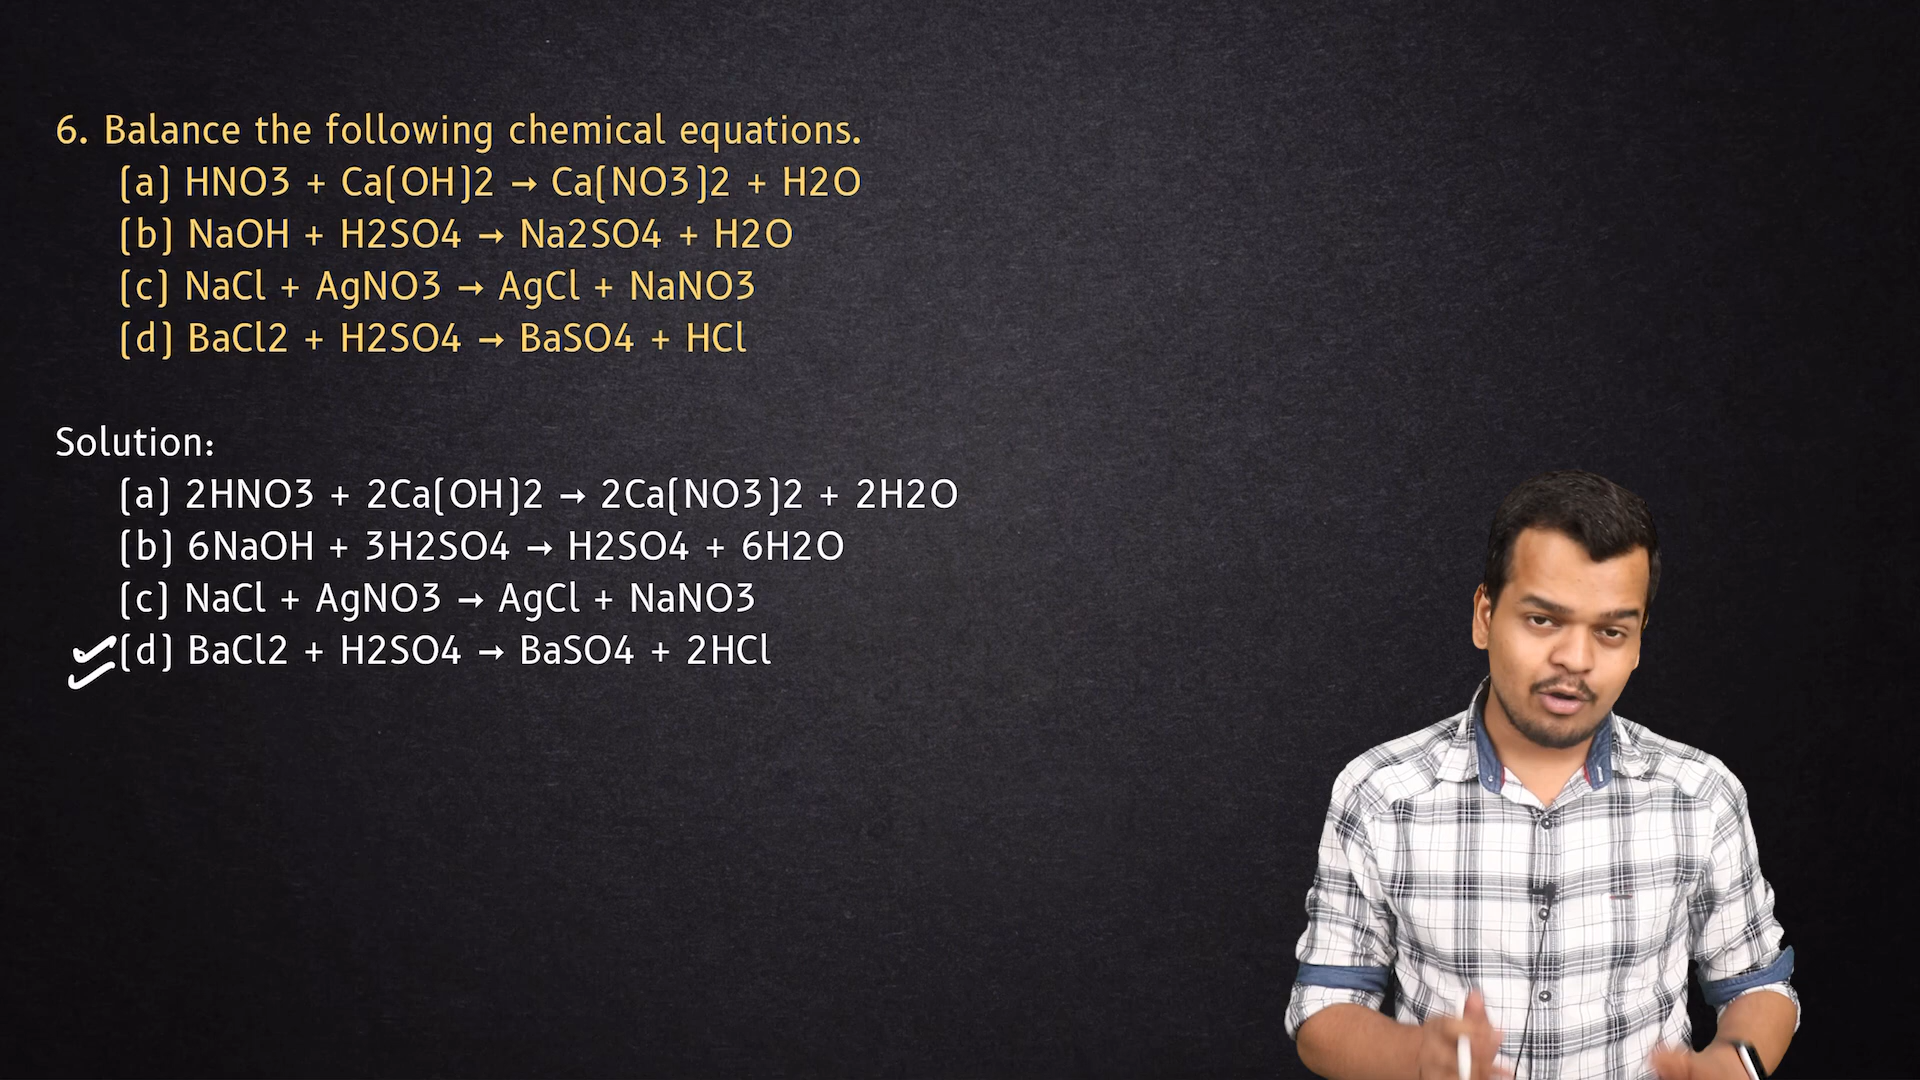 6. Balance the following chemical equations.
(a) HNO3 + Ca(OH)2 → Ca(NO3)2 + H2O
(b) NaOH + H2SO4 → Na2SO4 + H2O
(c) NaCl + AgNO3 → AgCl + NaNO3
(d) BaCl2 + H2SO4 → BaSO4 + HCl
Solution:
(a) 2HNO3 + 2Ca(OH)2 → 2Ca(NO3)2 + 2H2O
(b) 6NaOH + 3H2SO4 → H2SO4 + 6H2O
(c) NaCl + AgNO3 → AgCl + NaNO3
(d) BaCl2 + H2SO4 → BaSO4 + 2HCl